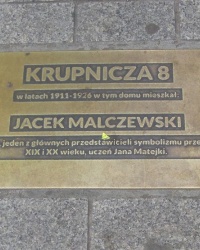 KRUPNICZA 8
w latach 1911-1926 w tym domu mieszkał:
JACEK MALCZEWSKI
jeden z głównych przedstawicieli symbolizmu prze
XIX i XX wieku, uczeń Jana Matejki.